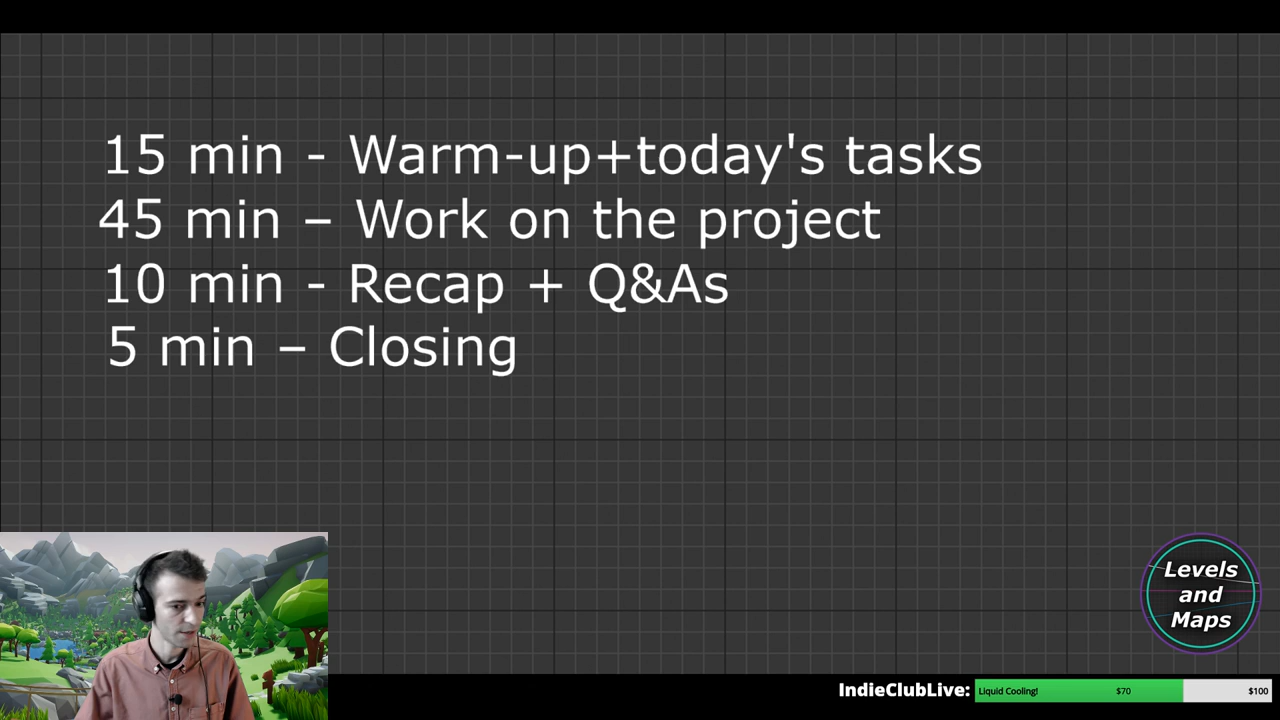 15 min - Warm-up+today's tasks
45 min – Work on the project
10 min - Recap + Q&As
5 min – Closing
Levels
and
Maps
IndieClubLive: Liquid Cooling! $70 $100